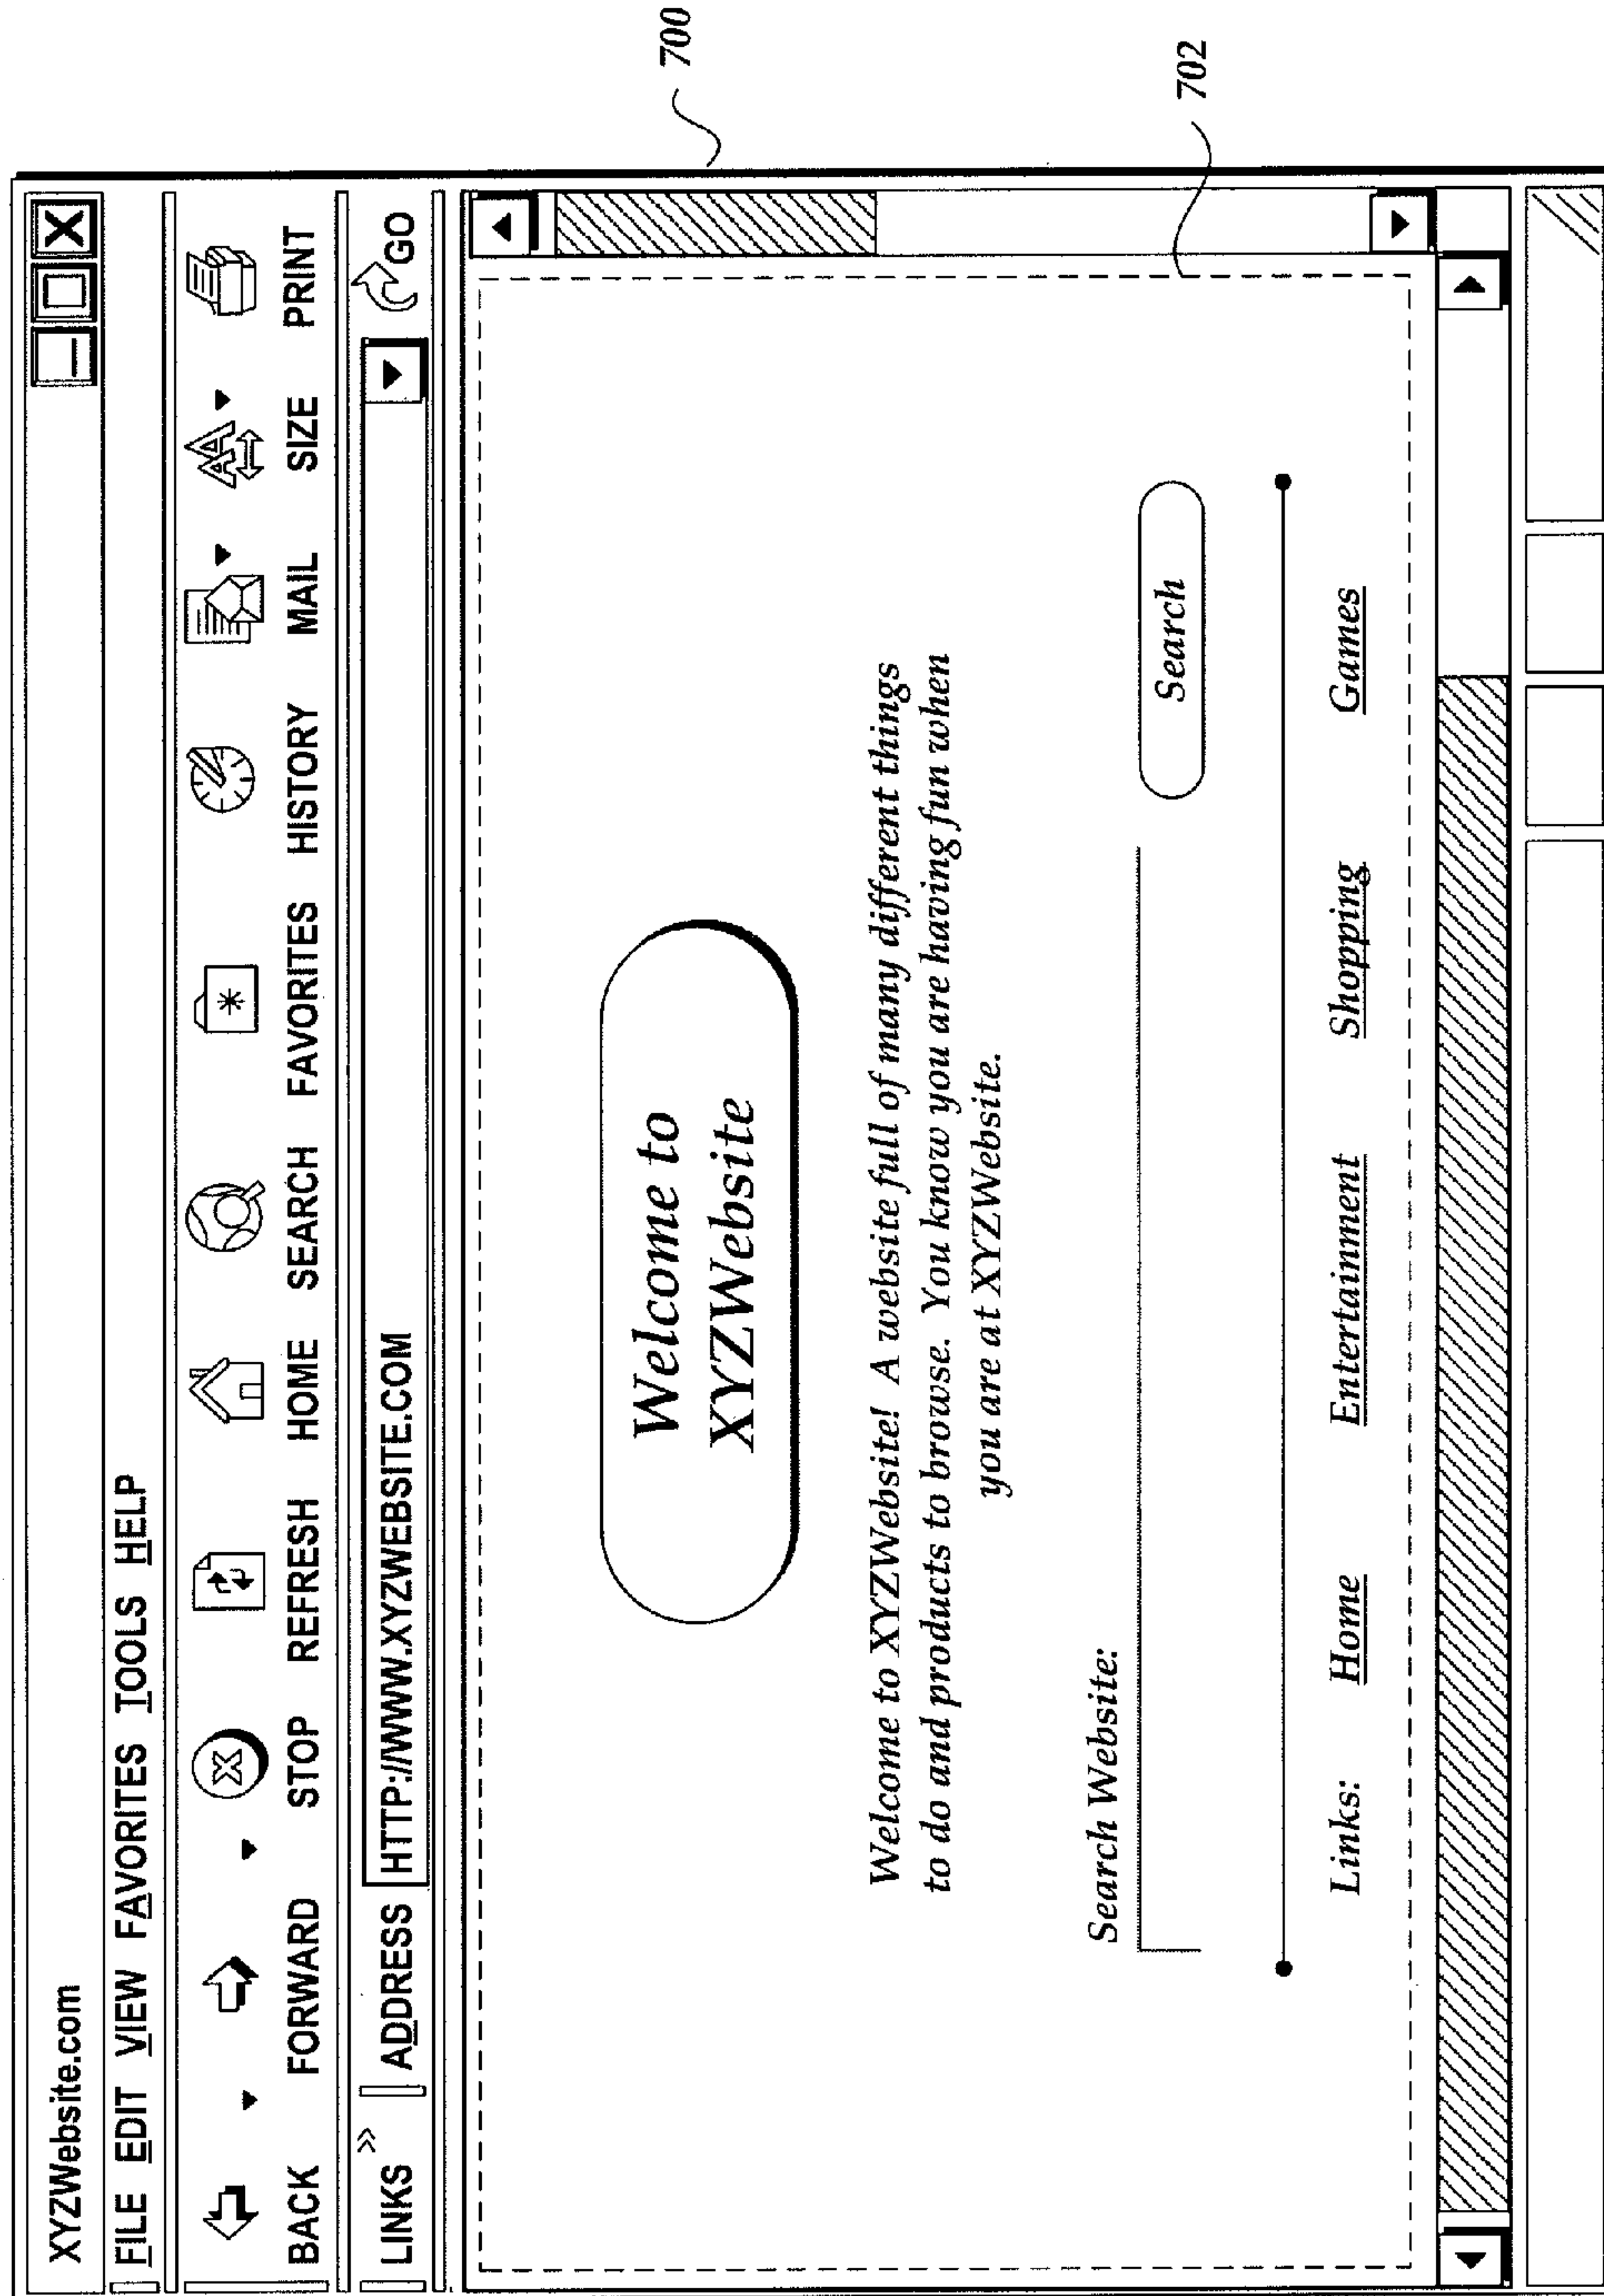 XYZWebsite.com
FILE EDIT VIEW FAVORITES TOOLS HELP
BACK FORWARD STOP REFRESH HOME SEARCH FAVORITES HISTORY MAIL SIZE PRINT
LINKS » ADDRESS HTTP://WWW.XYZWEBSITE.COM GO
Welcome to
XYZWebsite
Welcome to XYZWebsite! A website full of many different things
to do and products to browse. You know you are having fun when
you are at XYZWebsite.
Search Website:
Search
Links: Home Entertainment Shopping Games
700
702